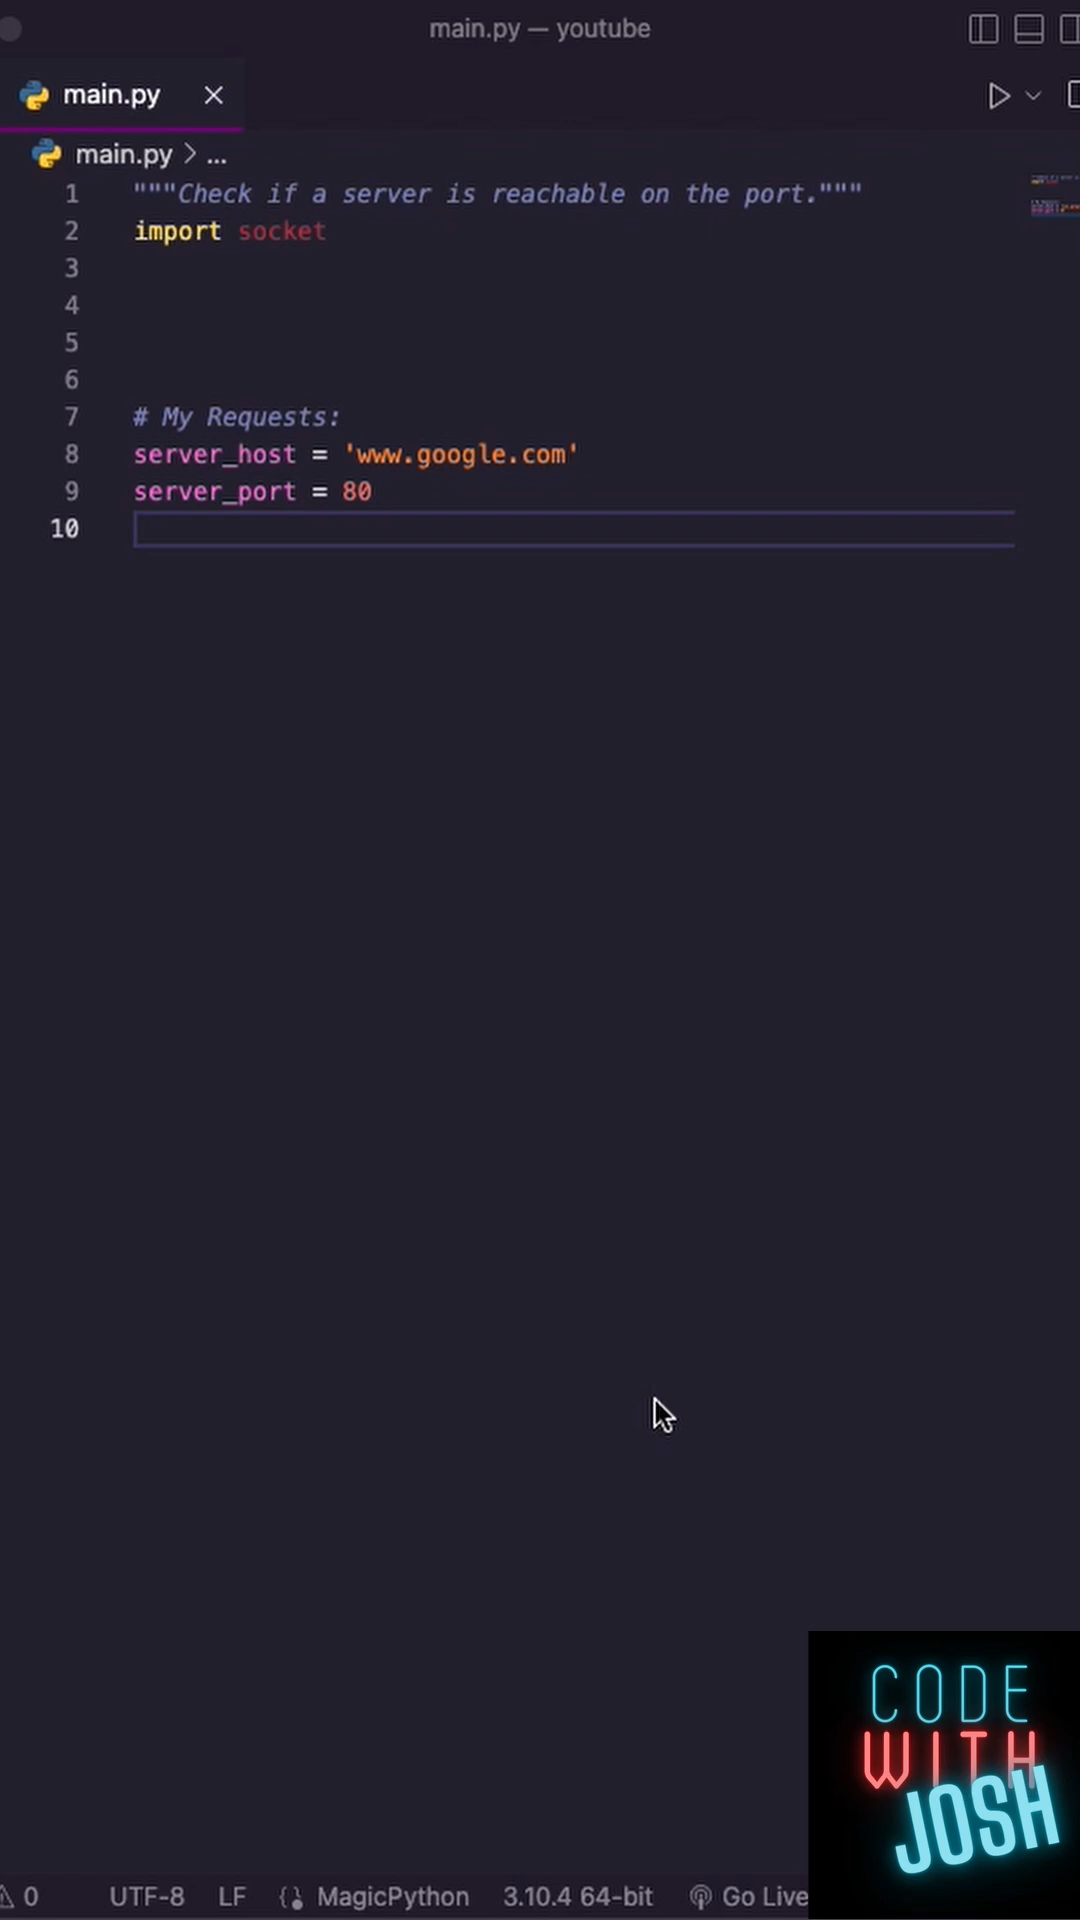 main.py — youtube
main.py
main.py > ...
1 """Check if a server is reachable on the port."""
2 import socket
3
4
5
6
7 # My Requests:
8 server_host = 'www.google.com'
9 server_port = 80
10
CODE
WITH
JOSH
0 UTF-8 LF {} MagicPython 3.10.4 64-bit Go Live